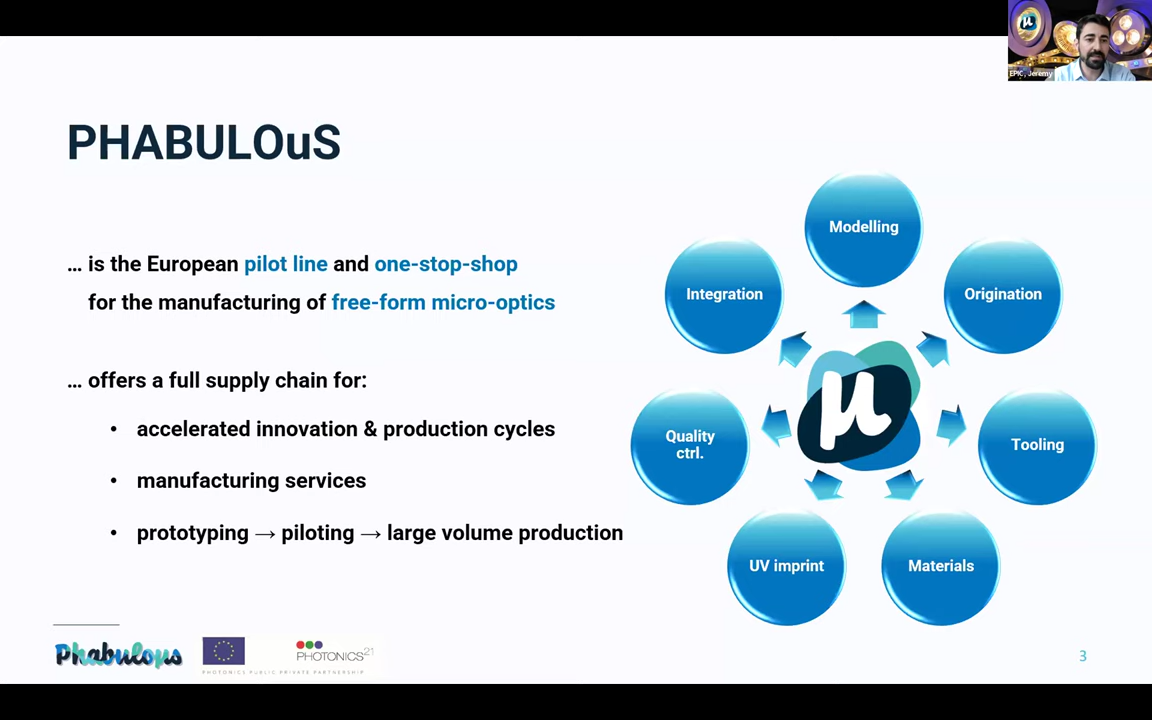 EPIC, Jeremy
PHABULOuS
... is the European pilot line and one-stop-shop
for the manufacturing of free-form micro-optics
... offers a full supply chain for:
• accelerated innovation & production cycles
• manufacturing services
• prototyping → piloting → large volume production
Modelling
Integration
Origination
µ
Quality
ctrl.
Tooling
UV imprint
Materials
Phabulous
PHOTONICS²¹
PHOTONICS PUBLIC PRIVATE PARTNERSHIP
3